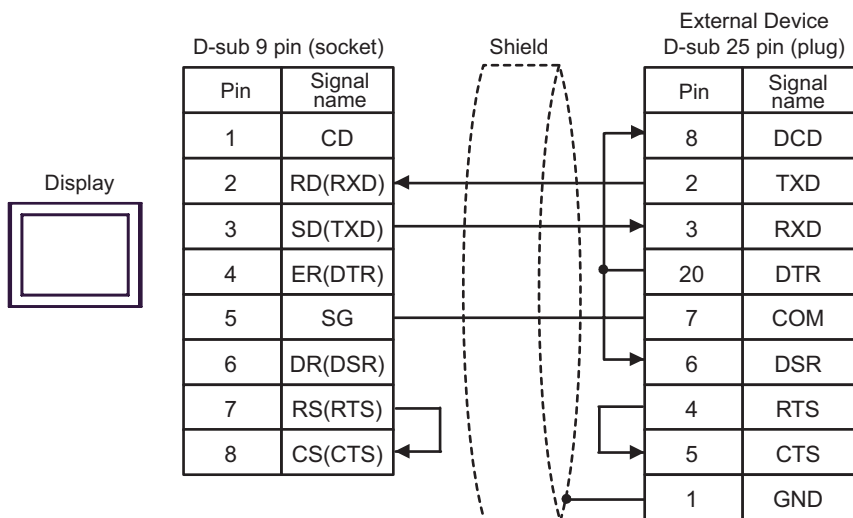 External Device
D-sub 9 pin (socket) Shield D-sub 25 pin (plug)
Display
Pin Signal name
1 CD
2 RD(RXD)
3 SD(TXD)
4 ER(DTR)
5 SG
6 DR(DSR)
7 RS(RTS)
8 CS(CTS)
Pin Signal name
8 DCD
2 TXD
3 RXD
20 DTR
7 COM
6 DSR
4 RTS
5 CTS
1 GND